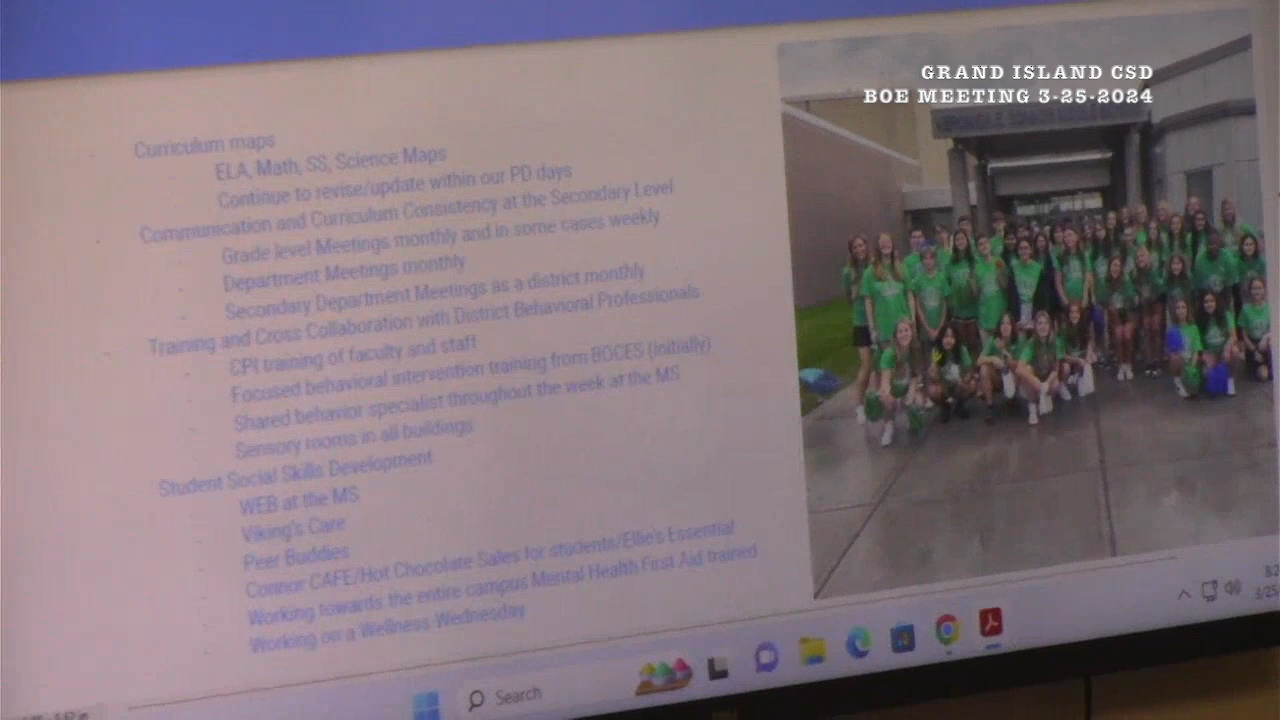 GRAND ISLAND CSD
BOE MEETING 3-25-2024
Curriculum maps
ELA, Math, SS, Science Maps
Continue to revise/update within our PD days
Communication and Curriculum Consistency at the Secondary Level
Grade level Meetings monthly and in some cases weekly
Department Meetings monthly
Secondary Department Meetings as a district monthly
Training and Cross Collaboration with District Behavioral Professionals
CPI training of faculty and staff
Focused behavioral intervention training from BOCES (initially)
Shared behavior specialist throughout the week at the MS
Sensory rooms in all buildings
Student Social Skills Development
WEB at the MS
Viking's Care
Peer Buddies
Connor CAFE/Hot Chocolate Sales for students/Ellie's Essential
Working towards the entire campus Mental Health First Aid trained
Working on a Wellness Wednesday
Search